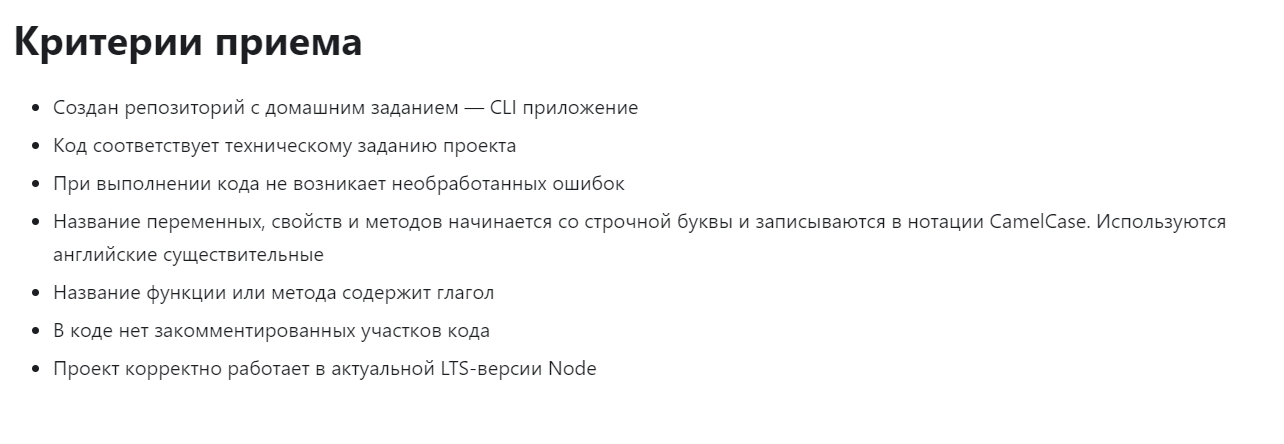 Критерии приема
Создан репозиторий с домашним заданием — CLI приложение
Код соответствует техническому заданию проекта
При выполнении кода не возникает необработанных ошибок
Название переменных, свойств и методов начинается со строчной буквы и записываются в нотации CamelCase. Используются
английские существительные
Название функции или метода содержит глагол
В коде нет закомментированных участков кода
Проект корректно работает в актуальной LTS-версии Node